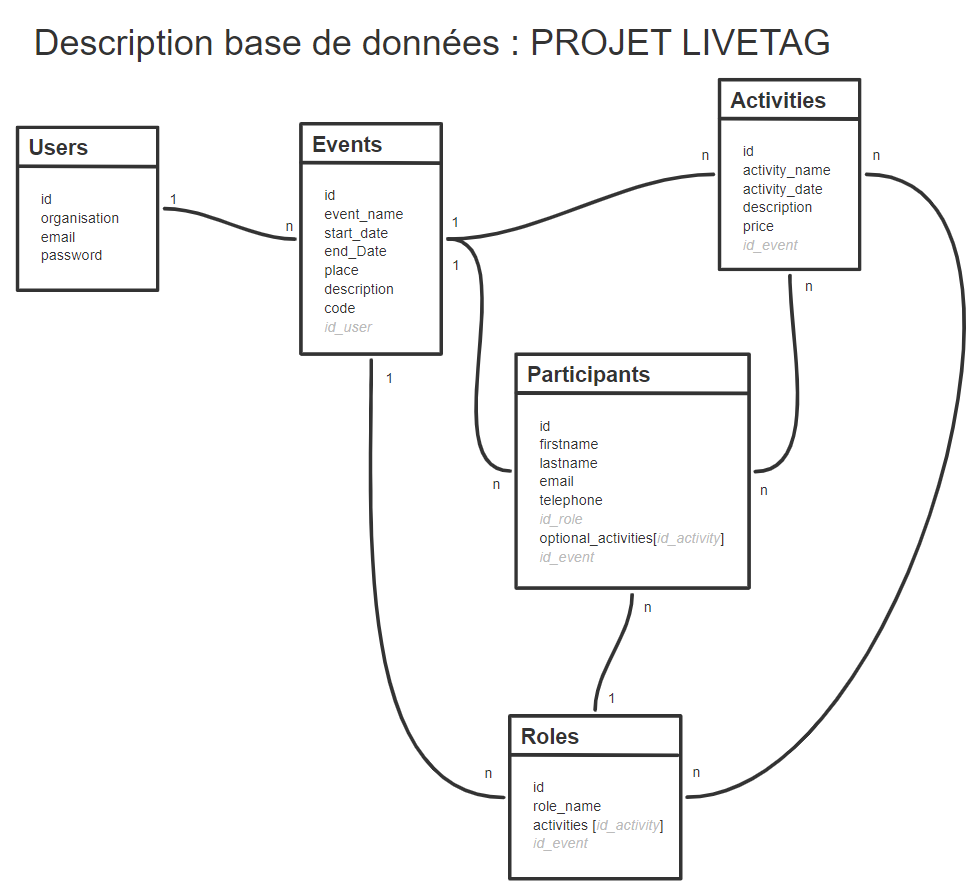 Description base de données : PROJET LIVETAG
Users
id
organisation
email
password
1
n
Events
id
event_name
start_date
end_Date
place
description
code
id_user
1
1
1
n
Activities
id
activity_name
activity_date
description
price
id_event
n
n
Participants
id
firstname
lastname
email
telephone
id_role
optional_activities[id_activity]
id_event
n
n
n
1
Roles
id
role_name
activities [id_activity]
id_event
n
n